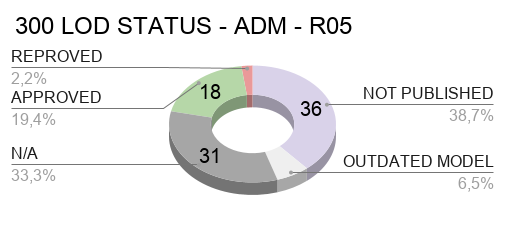 300 LOD STATUS - ADM - R05
REPROVED
2,2%
APPROVED
19,4%
N/A
33,3%
18
31
36
NOT PUBLISHED
38,7%
OUTDATED MODEL
6,5%